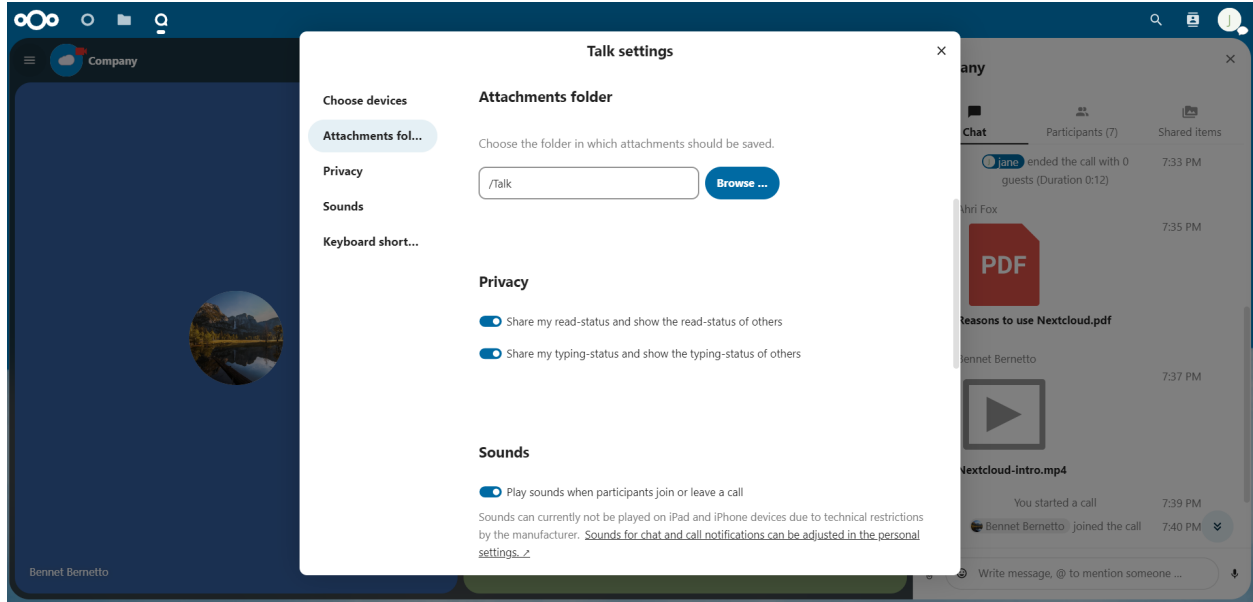 J
Company
Talk settings
Choose devices
Attachments fol...
Privacy
Sounds
Keyboard short...
Attachments folder
Choose the folder in which attachments should be saved.
/Talk
Browse ...
Privacy
Share my read-status and show the read-status of others
Share my typing-status and show the typing-status of others
Sounds
Play sounds when participants join or leave a call
Sounds can currently not be played on iPad and iPhone devices due to technical restrictions
by the manufacturer. Sounds for chat and call notifications can be adjusted in the personal
settings. ↗
any
Chat
Participants (7)
Shared items
jane ended the call with 0 7:33 PM
guests (Duration 0:12)
Ahri Fox
7:35 PM
PDF
Reasons to use Nextcloud.pdf
Bennet Bernetto
7:37 PM
Nextcloud-intro.mp4
You started a call 7:39 PM
Bennet Bernetto joined the call 7:40 PM
Write message, @ to mention someone ...
Bennet Bernetto